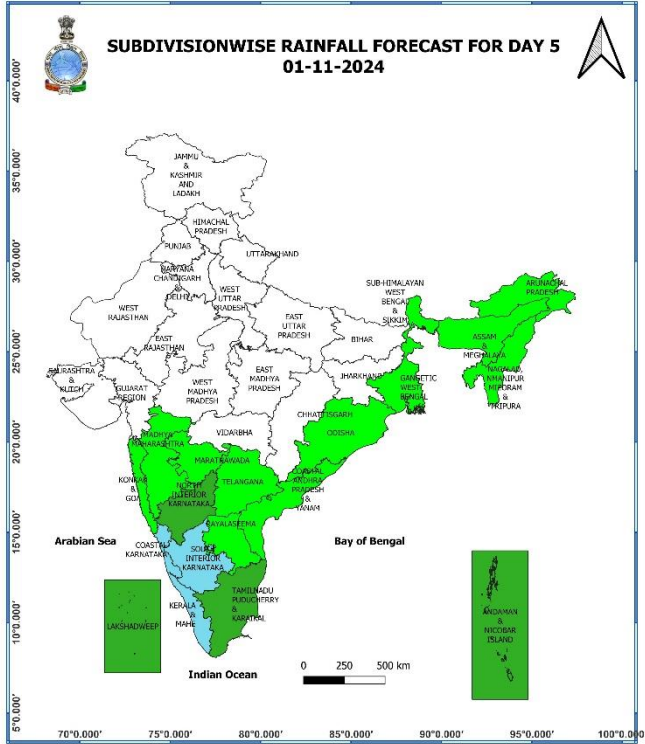 SUBDIVISIONWISE RAINFALL FORECAST FOR DAY 5
01-11-2024
40°0.000'
35°0.000'
30°0.000'
25°0.000'
20°0.000'
15°0.000'
10°0.000'
5°0.000'
JAMMU
&
KASHMIR
AND
LADAKH
HIMACHAL
PRADESH
PUNJAB
UTTARAKHAND
HARYANA
CHANDIGARH
&
DELHI
WEST
UTTAR
PRADESH
SUB-HIMALAYAN
WEST
BENGAL
&
SIKKIM
ARUNACHAL
PRADESH
WEST
RAJASTHAN
EAST
UTTAR
PRADESH
EAST
RAJASTHAN
BIHAR
ASSAM
&
MEGHALAYA
SAURASHTRA
&
KUTCH
GUJARAT
REGION
WEST
MADHYA
PRADESH
EAST
MADHYA
PRADESH
JHARKHAND
GANGETIC
WEST
BENGAL
NAGALAD,
MANIPUR
MIZORAM
&
TRIPURA
CHHATTISGARH
ODISHA
VIDARBHA
MADHYA
MAHARASHTRA
MARATHWADA
KONKAN
&
GOA
NORTH
INTERIOR
KARNATAKA
TELANGANA
COASTAL
ANDHRA
PRADESH
&
YANAM
RAYALASEEMA
Arabian Sea
COASTAL
KARNATAKA
SOUTH
INTERIOR
KARNATAKA
Bay of Bengal
KERALA
&
MAHE
TAMILNADU
PUDUCHERRY
&
KARAIKAL
LAKSHADWEEP
ANDAMAN
&
NICOBAR
ISLAND
Indian Ocean
0 250 500 km
70°0.000' 75°0.000' 80°0.000' 85°0.000' 90°0.000' 95°0.000' 100°0.000'